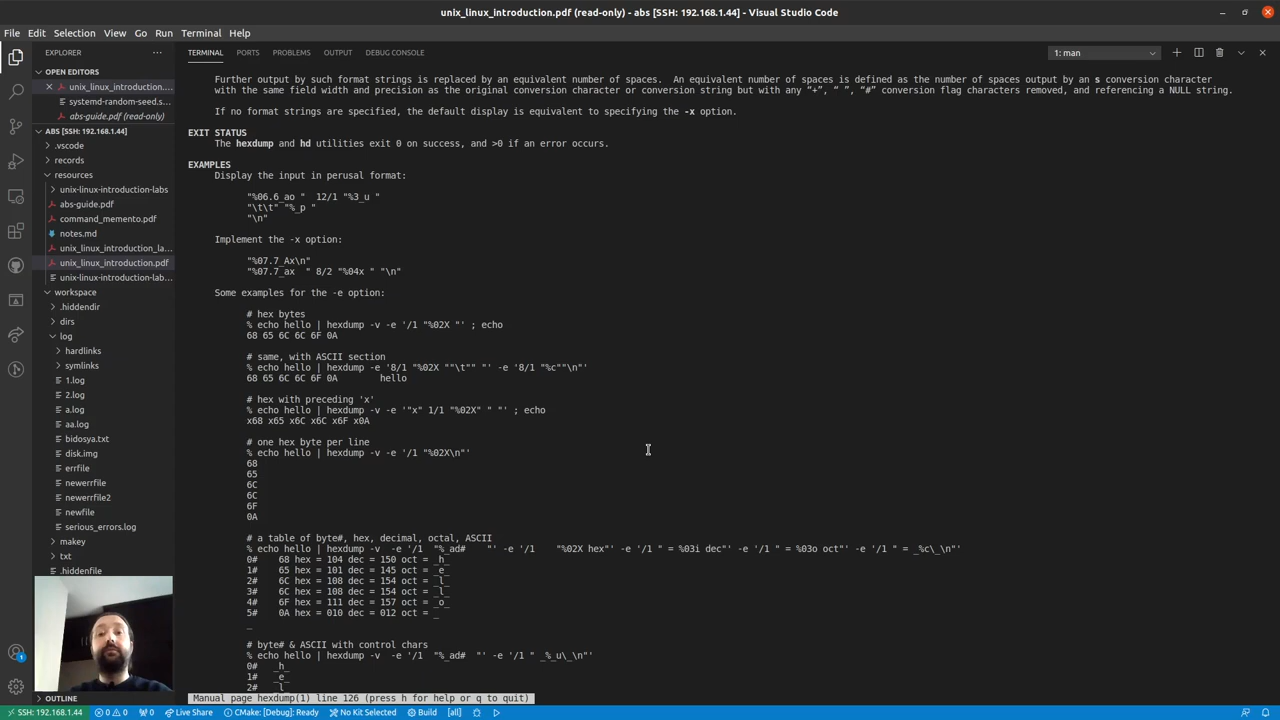 unix_linux_introduction.pdf (read-only) - abs [SSH: 192.168.1.44] - Visual Studio Code
File Edit Selection View Go Run Terminal Help
EXPLORER
OPEN EDITORS
unix_linux_introduction....
systemd-random-seed.s...
abs-guide.pdf (read-only)
ABS [SSH: 192.168.1.44]
.vscode
records
resources
unix-linux-introduction-labs
abs-guide.pdf
command_memento.pdf
notes.md
unix_linux_introduction_la...
unix_linux_introduction.pdf
unix-linux-introduction-lab...
workspace
.hiddendir
dirs
log
hardlinks
symlinks
1.log
2.log
a.log
aa.log
bidosya.txt
disk.img
errfile
newerrfile
newerrfile2
newfile
serious_errors.log
makey
txt
.hiddenfile
OUTLINE
TERMINAL PORTS PROBLEMS OUTPUT DEBUG CONSOLE
1: man
Further output by such format strings is replaced by an equivalent number of spaces.  An equivalent number of spaces is defined as the number of spaces output by an s conversion character
with the same field width and precision as the original conversion character or conversion string but with any “+”, “ ”, “#” conversion flag characters removed, and referencing a NULL string.
If no format strings are specified, the default display is equivalent to specifying the -x option.
EXIT STATUS
The hexdump and hd utilities exit 0 on success, and >0 if an error occurs.
EXAMPLES
Display the input in perusal format:
"%06.6_ao "  12/1 "%3_u "
"\t\t" "%_p "
"\n"
Implement the -x option:
"%07.7_Ax\n"
"%07.7_ax  " 8/2 "%04x " "\n"
Some examples for the -e option:
# hex bytes
% echo hello | hexdump -v -e '/1 "%02X "' ; echo
68 65 6C 6C 6F 0A
# same, with ASCII section
% echo hello | hexdump -e '8/1 "%02X ""\t"" "' -e '8/1 "%c""\n"'
68 65 6C 6C 6F 0A       hello
# hex with preceding 'x'
% echo hello | hexdump -v -e '"x" 1/1 "%02X" " "' ; echo
x68 x65 x6C x6C x6F x0A
# one hex byte per line
% echo hello | hexdump -v -e '/1 "%02X\n"'
68
65
6C
6C
6F
0A
# a table of byte#, hex, decimal, octal, ASCII
% echo hello | hexdump -v  -e '/1  "%_ad#    "' -e '/1    "%02X hex"' -e '/1 " = %03i dec"' -e '/1 " = %03o oct"' -e '/1 " = _%c\_\n"'
0#    68 hex = 104 dec = 150 oct = _h_
1#    65 hex = 101 dec = 145 oct = _e_
2#    6C hex = 108 dec = 154 oct = _l_
3#    6C hex = 108 dec = 154 oct = _l_
4#    6F hex = 111 dec = 157 oct = _o_
5#    0A hex = 010 dec = 012 oct = _
_
# byte# & ASCII with control chars
% echo hello | hexdump -v  -e '/1  "%_ad#  "' -e '/1 " _%_u\_\n"'
0#   _h_
1#   _e_
2#   _l_
Manual page hexdump(1) line 126 (press h for help or q to quit)
SSH: 192.168.1.44 0 0 0 Live Share CMake: [Debug]: Ready No Kit Selected Build [all]